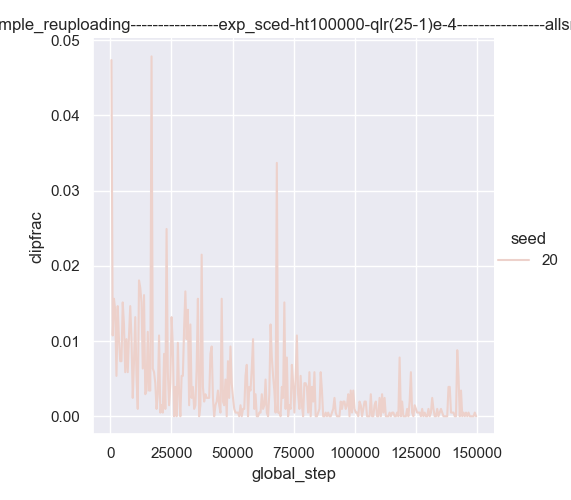 mple_reuploading----------------exp_sced-ht100000-qlr(25-1)e-4----------------alls
0.05
0.04
0.03
0.02
0.01
0.00
clipfrac
0 25000 50000 75000 100000 125000 150000
global_step
seed
20